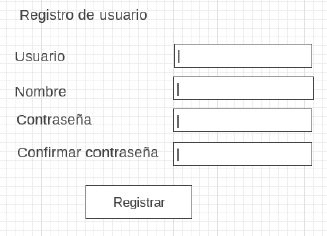 Registro de usuario
Usuario
Nombre
Contraseña
Confirmar contraseña
Registrar